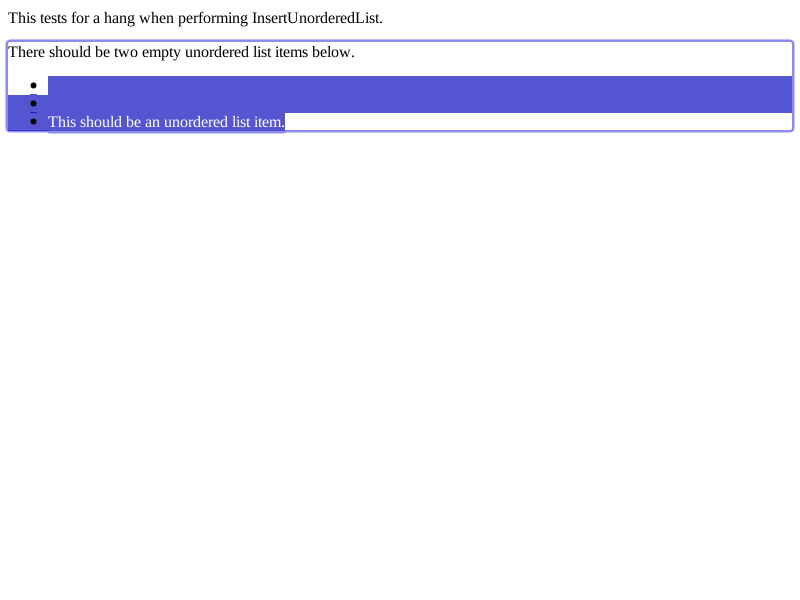 This tests for a hang when performing InsertUnorderedList.
There should be two empty unordered list items below.
This should be an unordered list item.